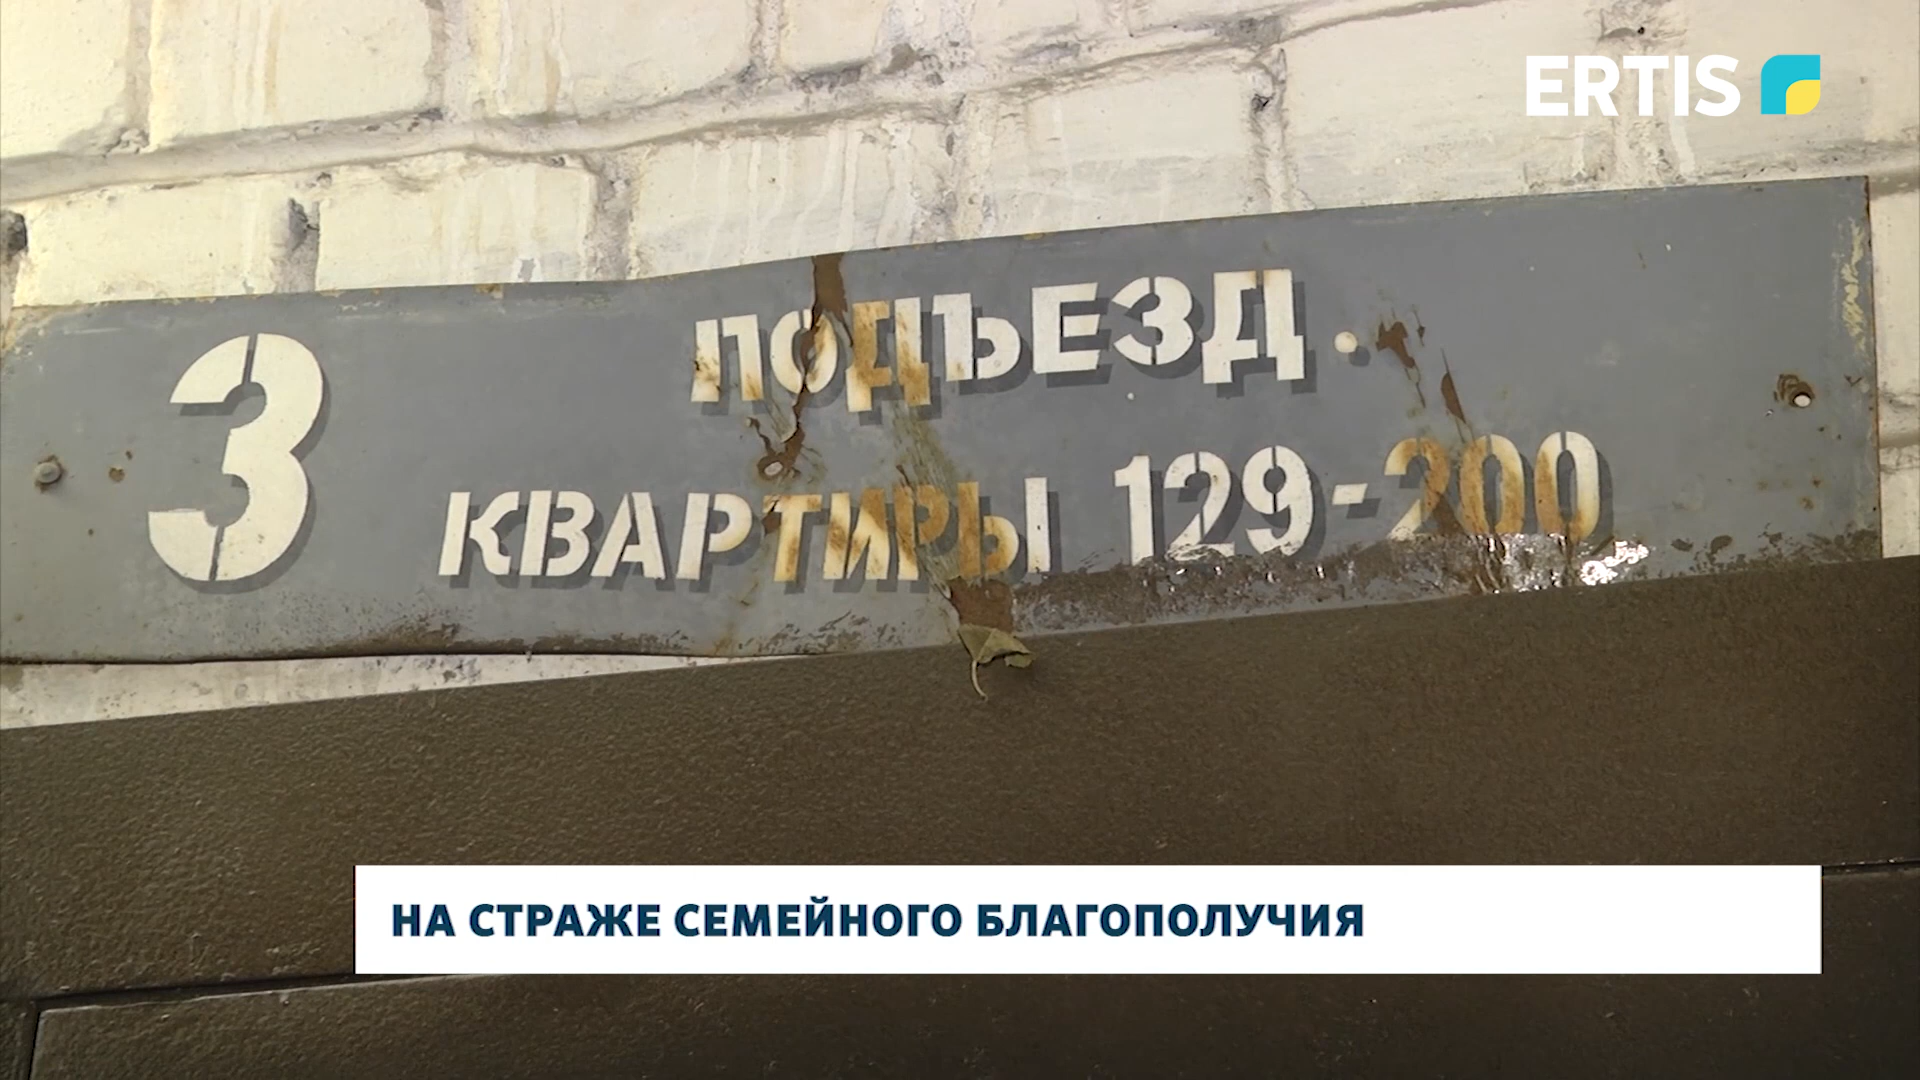 ERTIS
3 ПОДЪЕЗД.
КВАРТИРЫ 129-200
НА СТРАЖЕ СЕМЕЙНОГО БЛАГОПОЛУЧИЯ